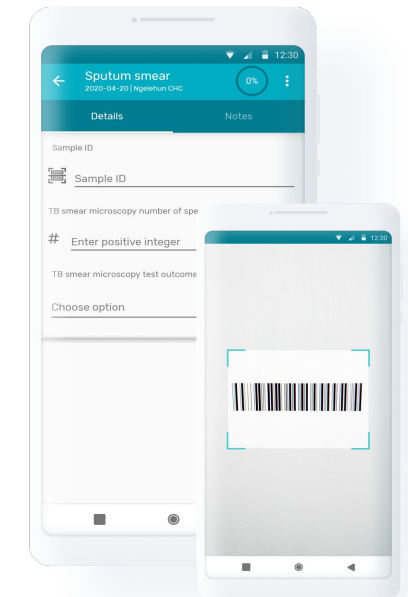 12:30
Sputum smear
2020-04-20 | Ngelehun CHC
0%
Details
Notes
Sample ID
Sample ID
TB smear microscopy number of spe
# Enter positive integer
TB smear microscopy test outcome
Choose option
12:30